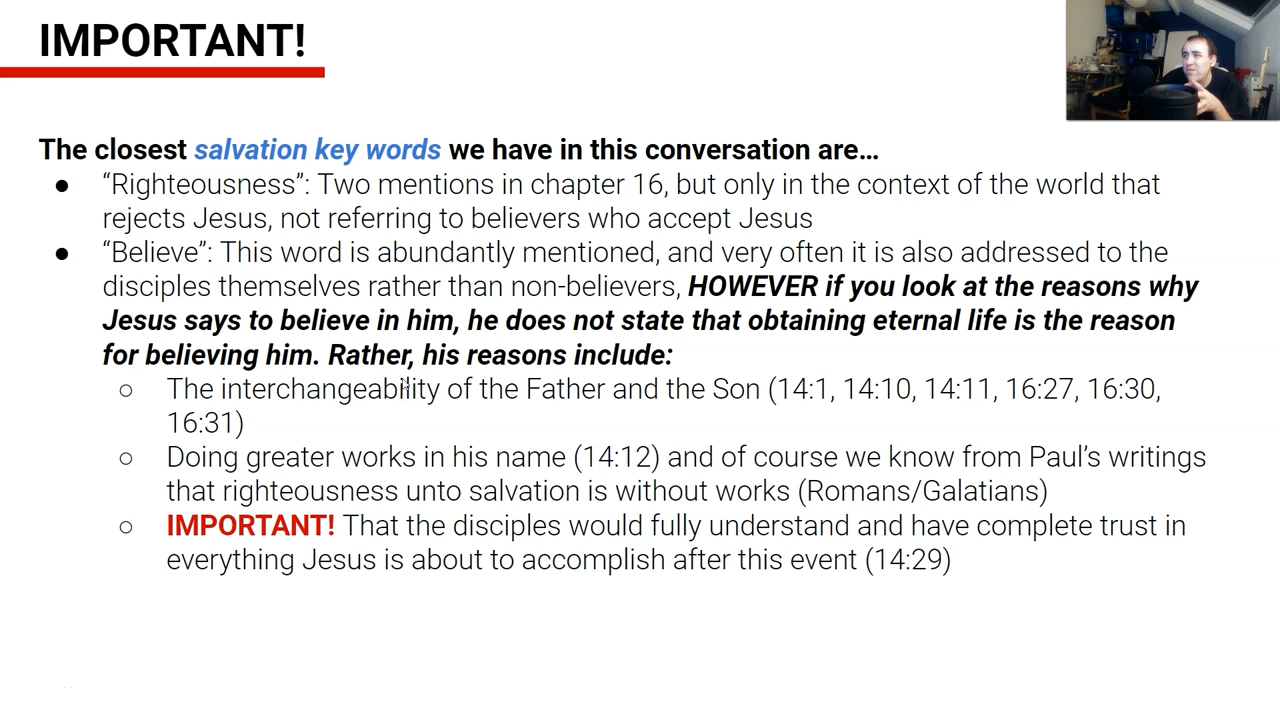 IMPORTANT!
The closest salvation key words we have in this conversation are…
● “Righteousness”: Two mentions in chapter 16, but only in the context of the world that
rejects Jesus, not referring to believers who accept Jesus
● “Believe”: This word is abundantly mentioned, and very often it is also addressed to the
disciples themselves rather than non-believers, HOWEVER if you look at the reasons why
Jesus says to believe in him, he does not state that obtaining eternal life is the reason
for believing him. Rather, his reasons include:
○ The interchangeability of the Father and the Son (14:1, 14:10, 14:11, 16:27, 16:30,
16:31)
○ Doing greater works in his name (14:12) and of course we know from Paul’s writings
that righteousness unto salvation is without works (Romans/Galatians)
○ IMPORTANT! That the disciples would fully understand and have complete trust in
everything Jesus is about to accomplish after this event (14:29)